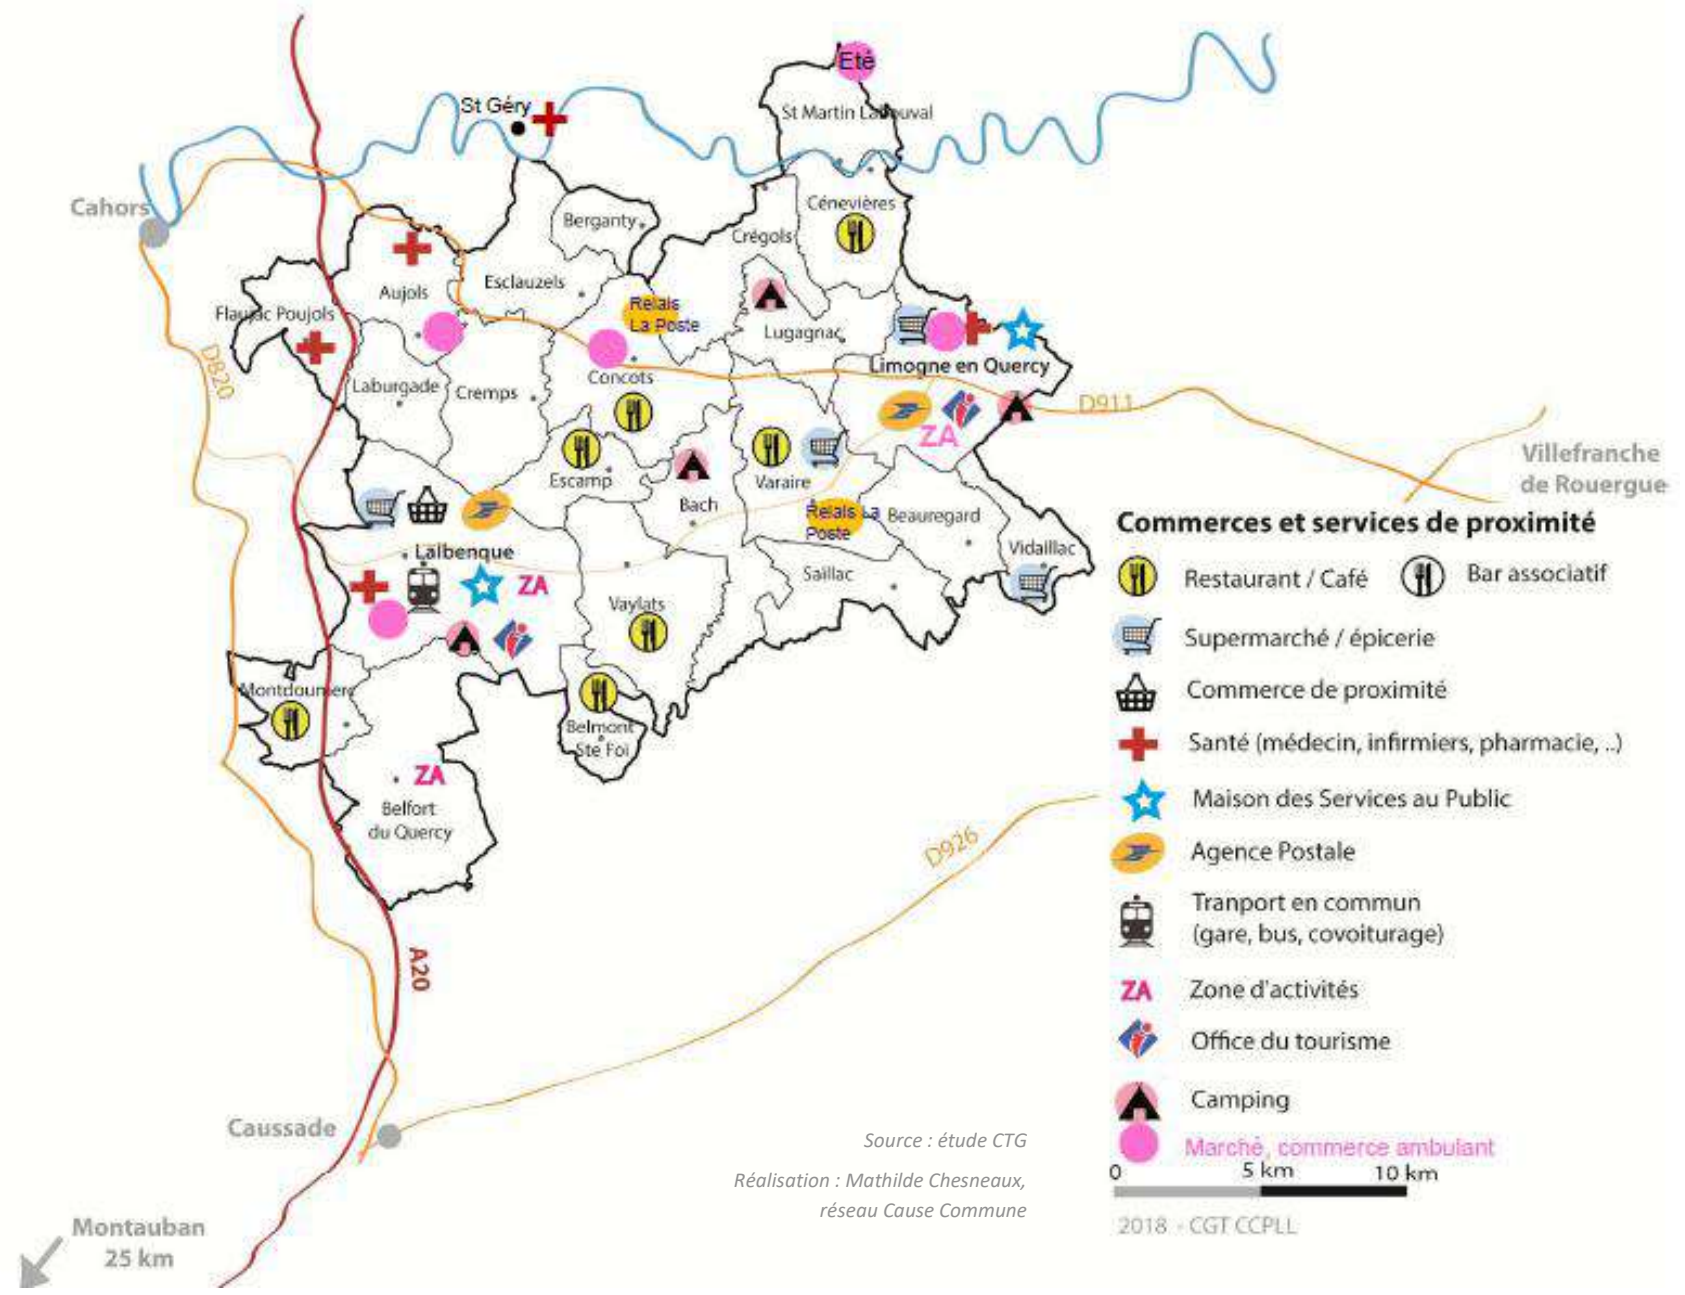 Eté
St Martin Labouval
St Géry
Cahors
Cénevières
Berganty
Crégols
Esclauzels
Aujols
Flaujac Poujols
Relais
La Poste
Lugagnac
Limogne en Quercy
D820
Laburgade
Cremps
Concots
D911
ZA
Villefranche
de Rouergue
Escamp
Varaire
Bach
Relais La
Poste
Beauregard
Vidaillac
Lalbenque
Saillac
ZA
Vaylats
Montdoumerc
Belmont
Ste Foi
ZA
Belfort
du Quercy
D926
A20
Caussade
Montauban
25 km
Commerces et services de proximité
Restaurant / Café
Bar associatif
Supermarché / épicerie
Commerce de proximité
Santé (médecin, infirmiers, pharmacie, ..)
Maison des Services au Public
Agence Postale
Tranport en commun
(gare, bus, covoiturage)
ZA Zone d'activités
Office du tourisme
Camping
Marché, commerce ambulant
0 5 km 10 km
2018 - CGT CCPLL
Source : étude CTG
Réalisation : Mathilde Chesneaux,
réseau Cause Commune